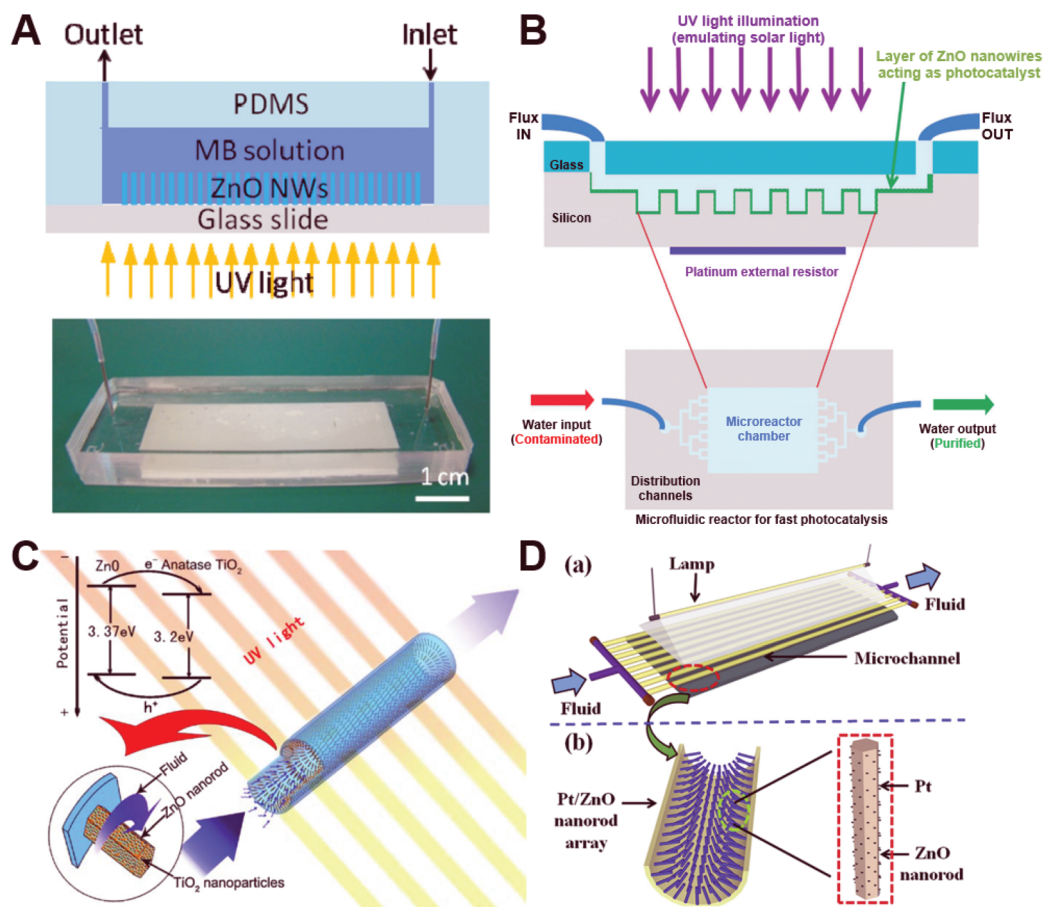 A
Outlet
Inlet
PDMS
MB solution
ZnO NWs
Glass slide
UV light
1 cm
B
UV light illumination
(emulating solar light)
Layer of ZnO nanowires
acting as photocatalyst
Flux
IN
Flux
OUT
Glass
Silicon
Platinum external resistor
Microreactor
chamber
Water input
(Contaminated)
Water output
(Purified)
Distribution
channels
Microfluidic reactor for fast photocatalysis
C
−
ZnO
e⁻ Anatase TiO₂
Potential
3.37eV
3.2eV
+
h⁺
UV light
Fluid
ZnO nanorod
TiO₂ nanoparticles
D
(a)
Lamp
Fluid
Microchannel
Fluid
(b)
Pt/ZnO
nanorod
array
Pt
ZnO
nanorod